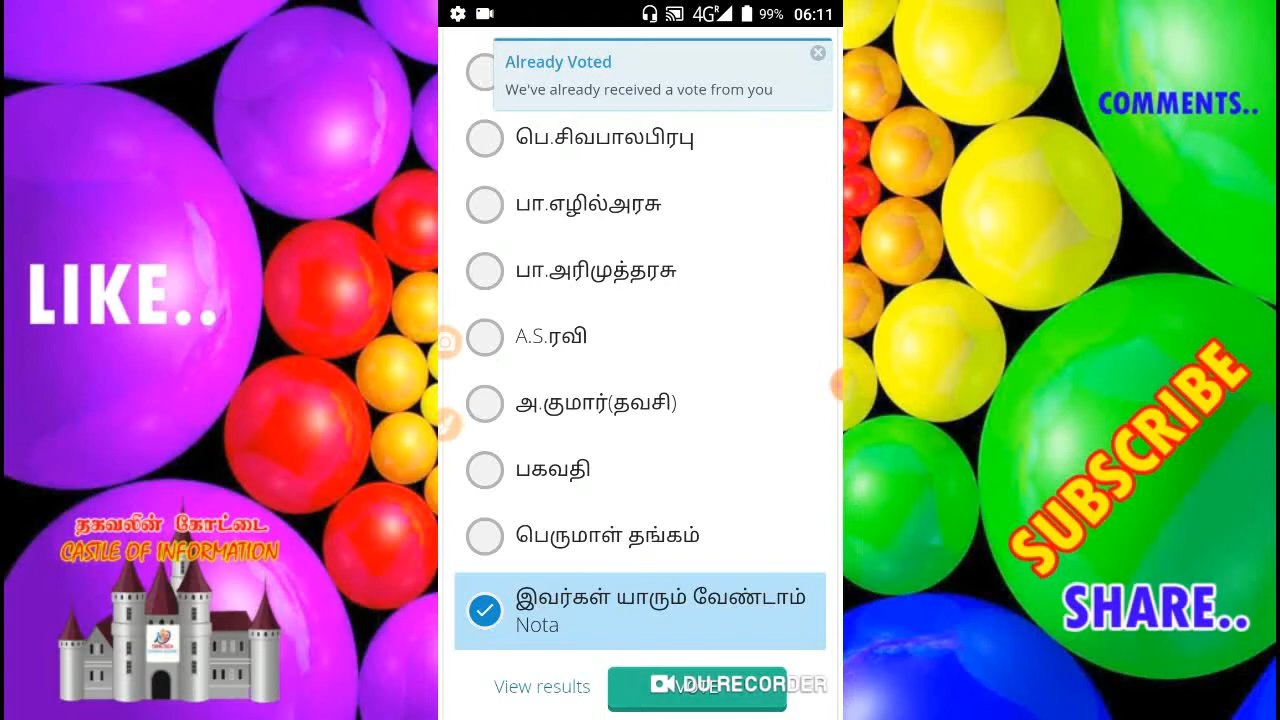 99% 06:11
Already Voted
We've already received a vote from you
COMMENTS..
பெ.சிவபாலபிரபு
பா.எழில்அரசு
பா.அரிமுத்தரசு
LIKE..
A.S.ரவி
அ.குமார்(தவசி)
பகவதி
SUBSCRIBE
தகவலின் கோட்டை
CASTLE OF INFORMATION
பெருமாள் தங்கம்
இவர்கள் யாரும் வேண்டாம்
Nota
SHARE..
View results
VOTE
DU RECORDER
4G R